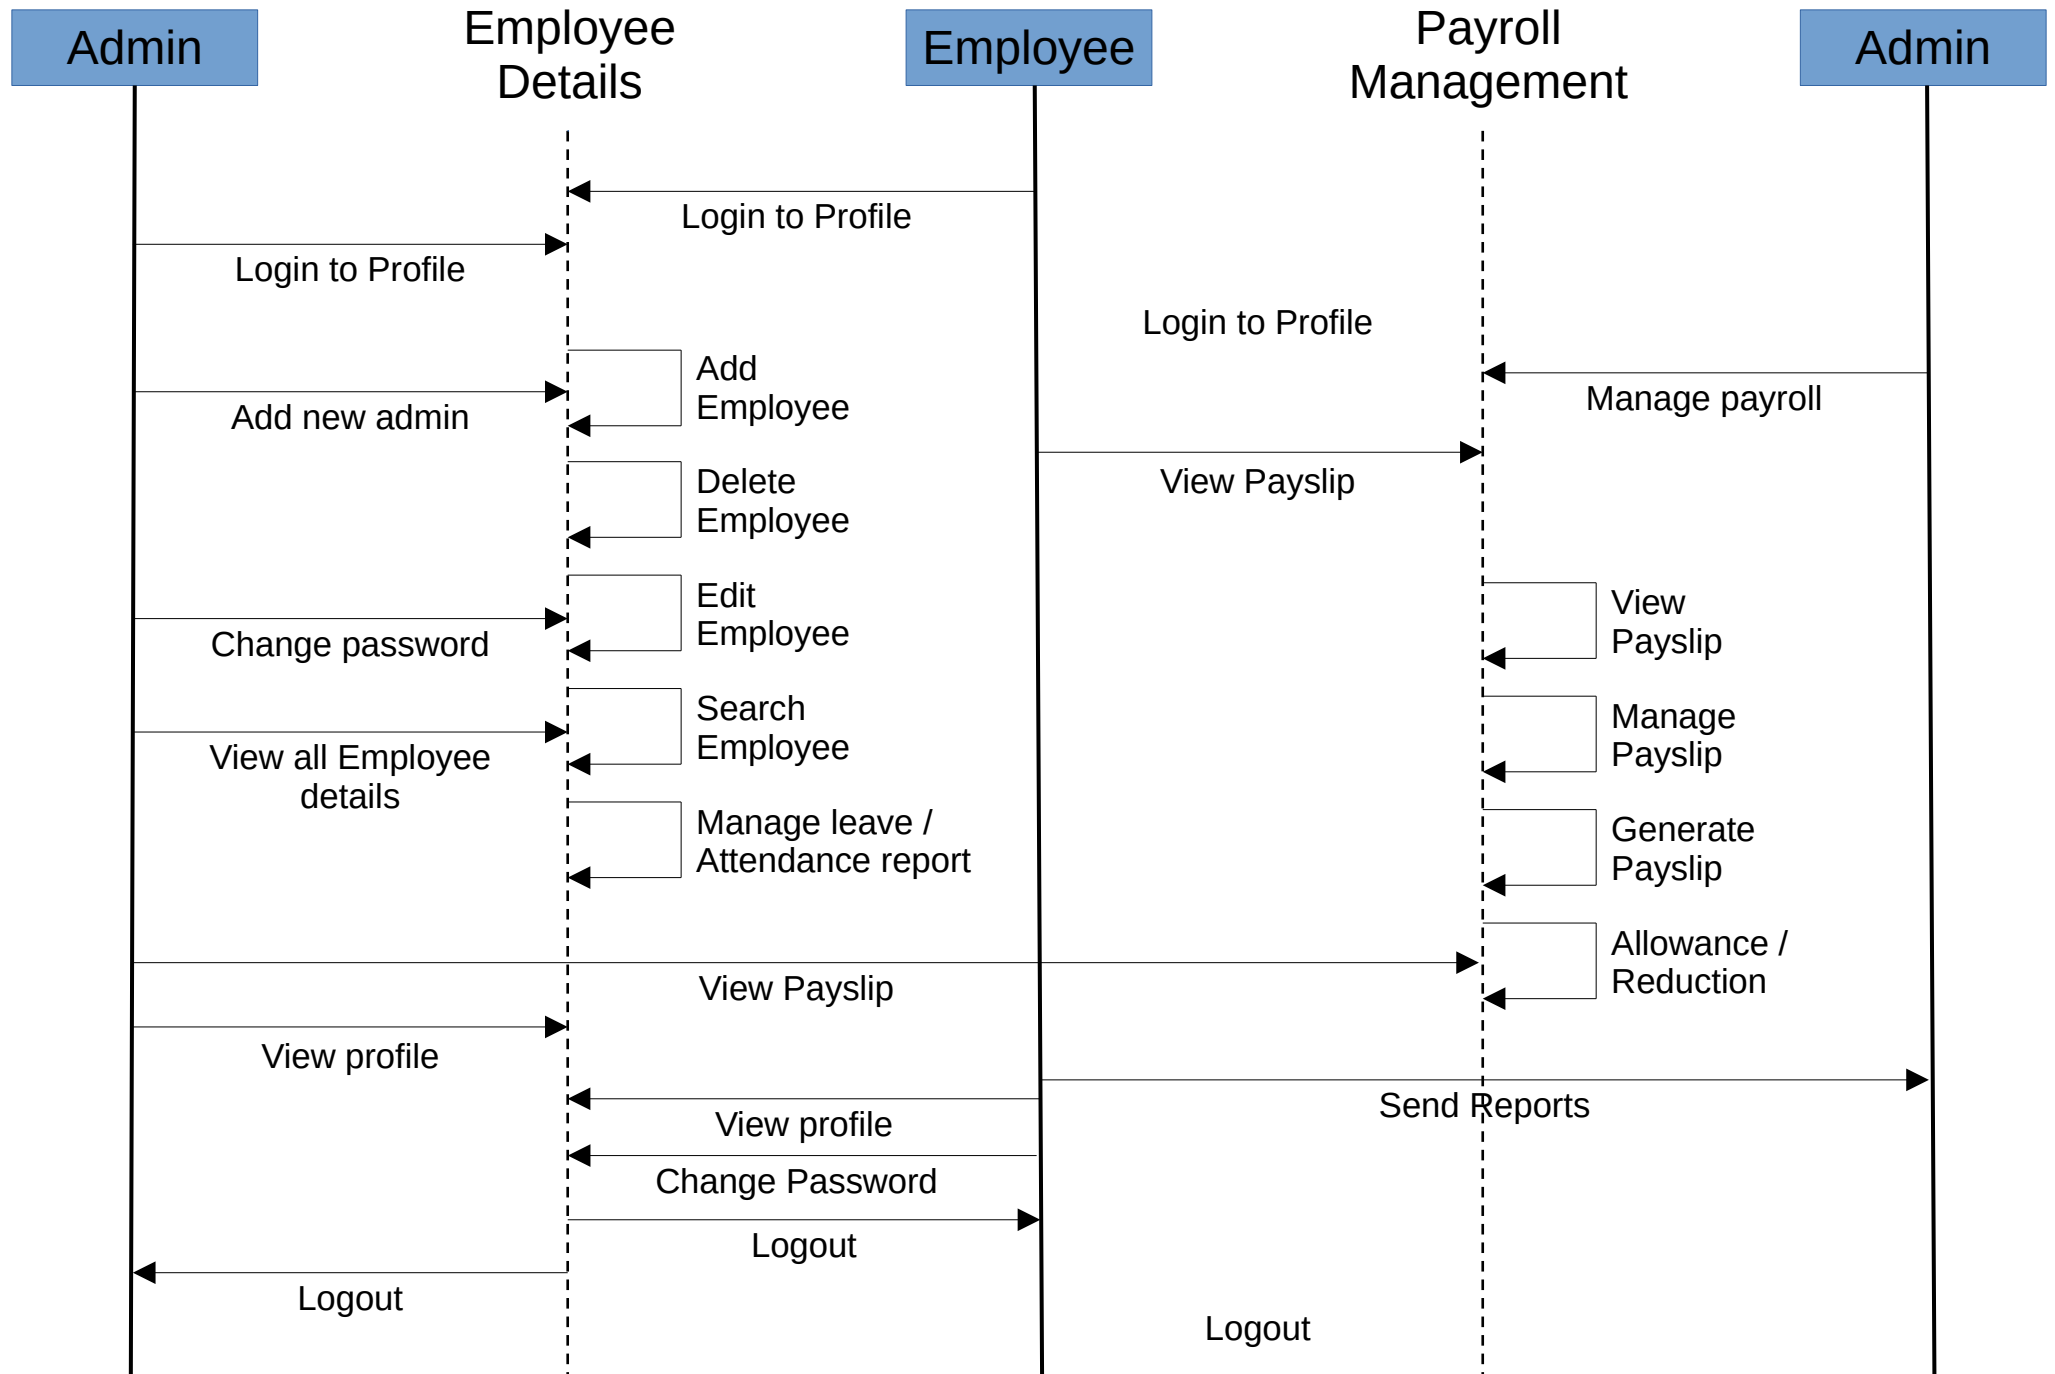 Admin
Employee
Details
Employee
Payroll
Management
Admin
Login to Profile
Login to Profile
Login to Profile
Add
Employee
Manage payroll
Add new admin
Delete
Employee
View Payslip
Edit
Employee
View
Payslip
Change password
Search
Employee
Manage
Payslip
View all Employee
details
Manage leave /
Attendance report
Generate
Payslip
Allowance /
Reduction
View Payslip
View profile
Send Reports
View profile
Change Password
Logout
Logout
Logout